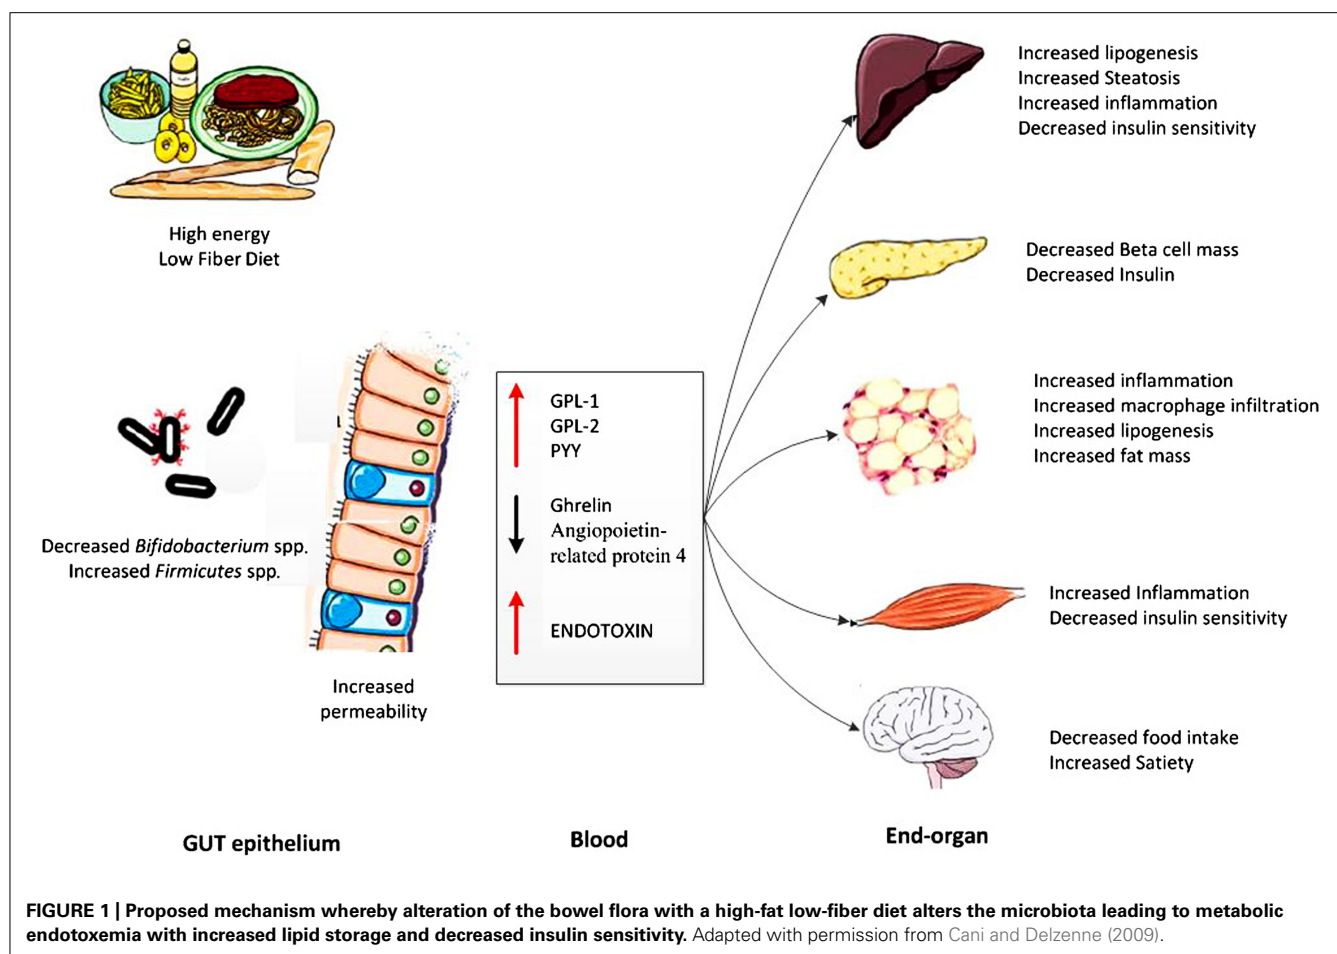 High energy
Low Fiber Diet
Decreased Bifidobacterium spp.
Increased Firmicutes spp.
Increased
permeability
GUT epithelium
GPL-1
GPL-2
PYY
Ghrelin
Angiopoietin-
related protein 4
ENDOTOXIN
Blood
Increased lipogenesis
Increased Steatosis
Increased inflammation
Decreased insulin sensitivity
Decreased Beta cell mass
Decreased Insulin
Increased inflammation
Increased macrophage infiltration
Increased lipogenesis
Increased fat mass
Increased Inflammation
Decreased insulin sensitivity
Decreased food intake
Increased Satiety
End-organ
FIGURE 1 | Proposed mechanism whereby alteration of the bowel flora with a high-fat low-fiber diet alters the microbiota leading to metabolic
endotoxemia with increased lipid storage and decreased insulin sensitivity. Adapted with permission from Cani and Delzenne (2009).